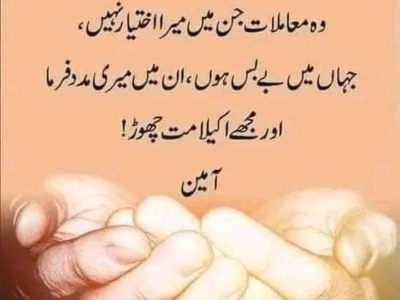 وہ معاملات جن میں میرا اختیار نہیں،
جہاں میں بے بس ہوں، ان میں میری مدد فرما
اور مجھے اکیلا مت چھوڑ!
آمین